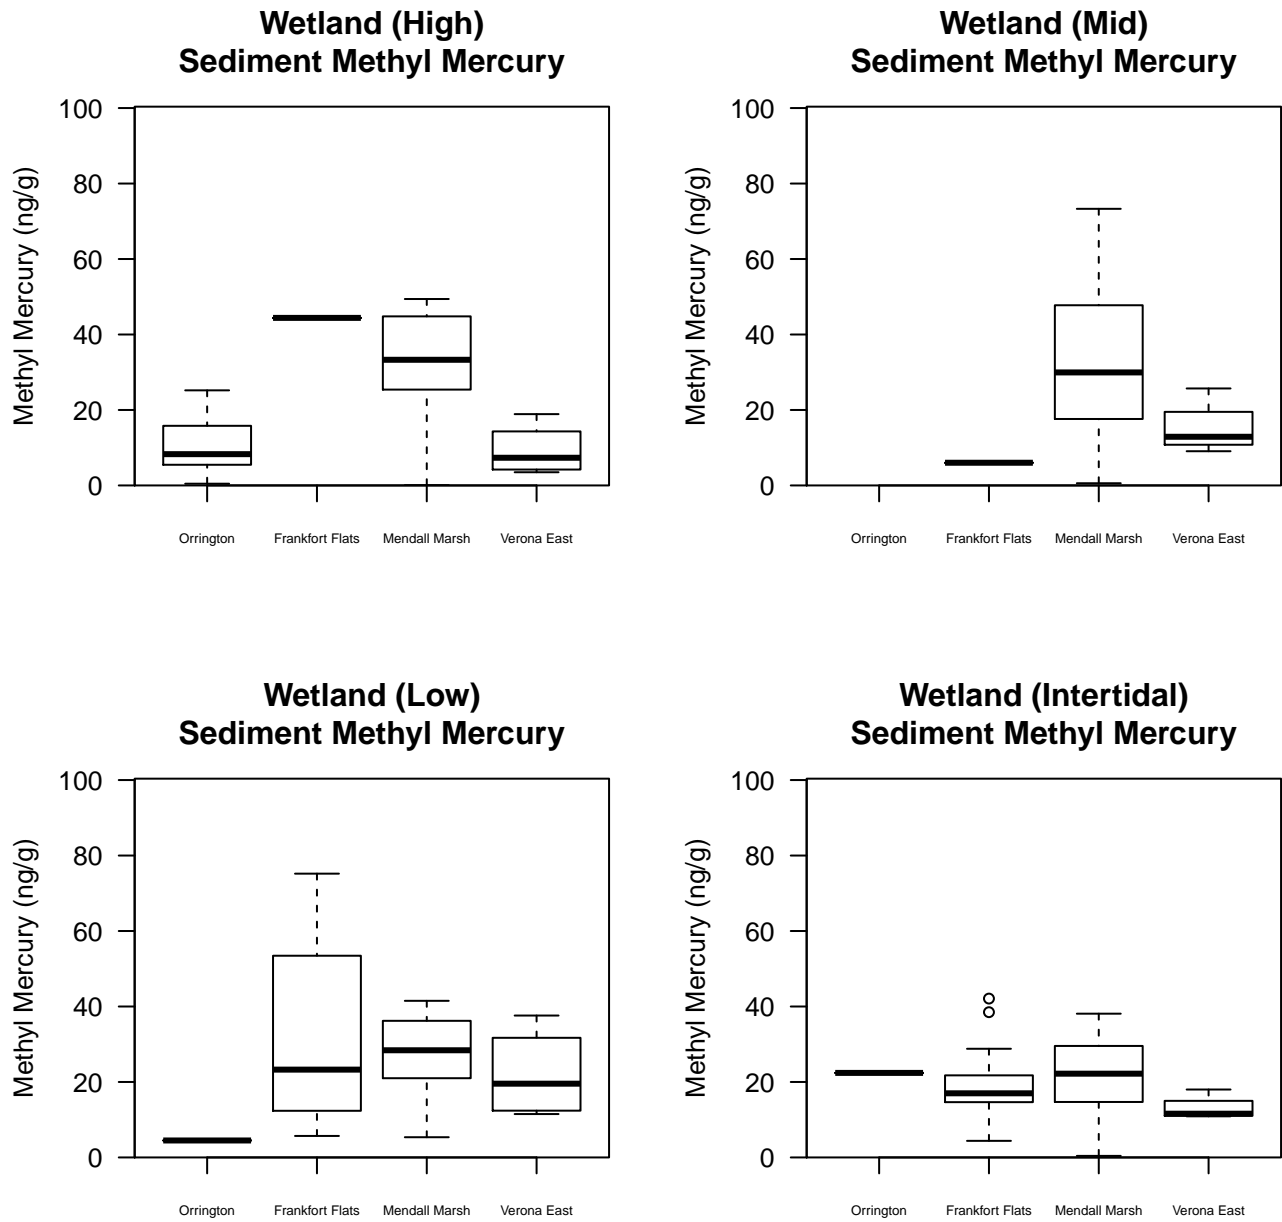 Wetland (High)
Sediment Methyl Mercury
Methyl Mercury (ng/g)
100
80
60
40
20
0
Orrington Frankfort Flats Mendall Marsh Verona East
Wetland (Mid)
Sediment Methyl Mercury
Methyl Mercury (ng/g)
100
80
60
40
20
0
Orrington Frankfort Flats Mendall Marsh Verona East
Wetland (Low)
Sediment Methyl Mercury
Methyl Mercury (ng/g)
100
80
60
40
20
0
Orrington Frankfort Flats Mendall Marsh Verona East
Wetland (Intertidal)
Sediment Methyl Mercury
Methyl Mercury (ng/g)
100
80
60
40
20
0
Orrington Frankfort Flats Mendall Marsh Verona East